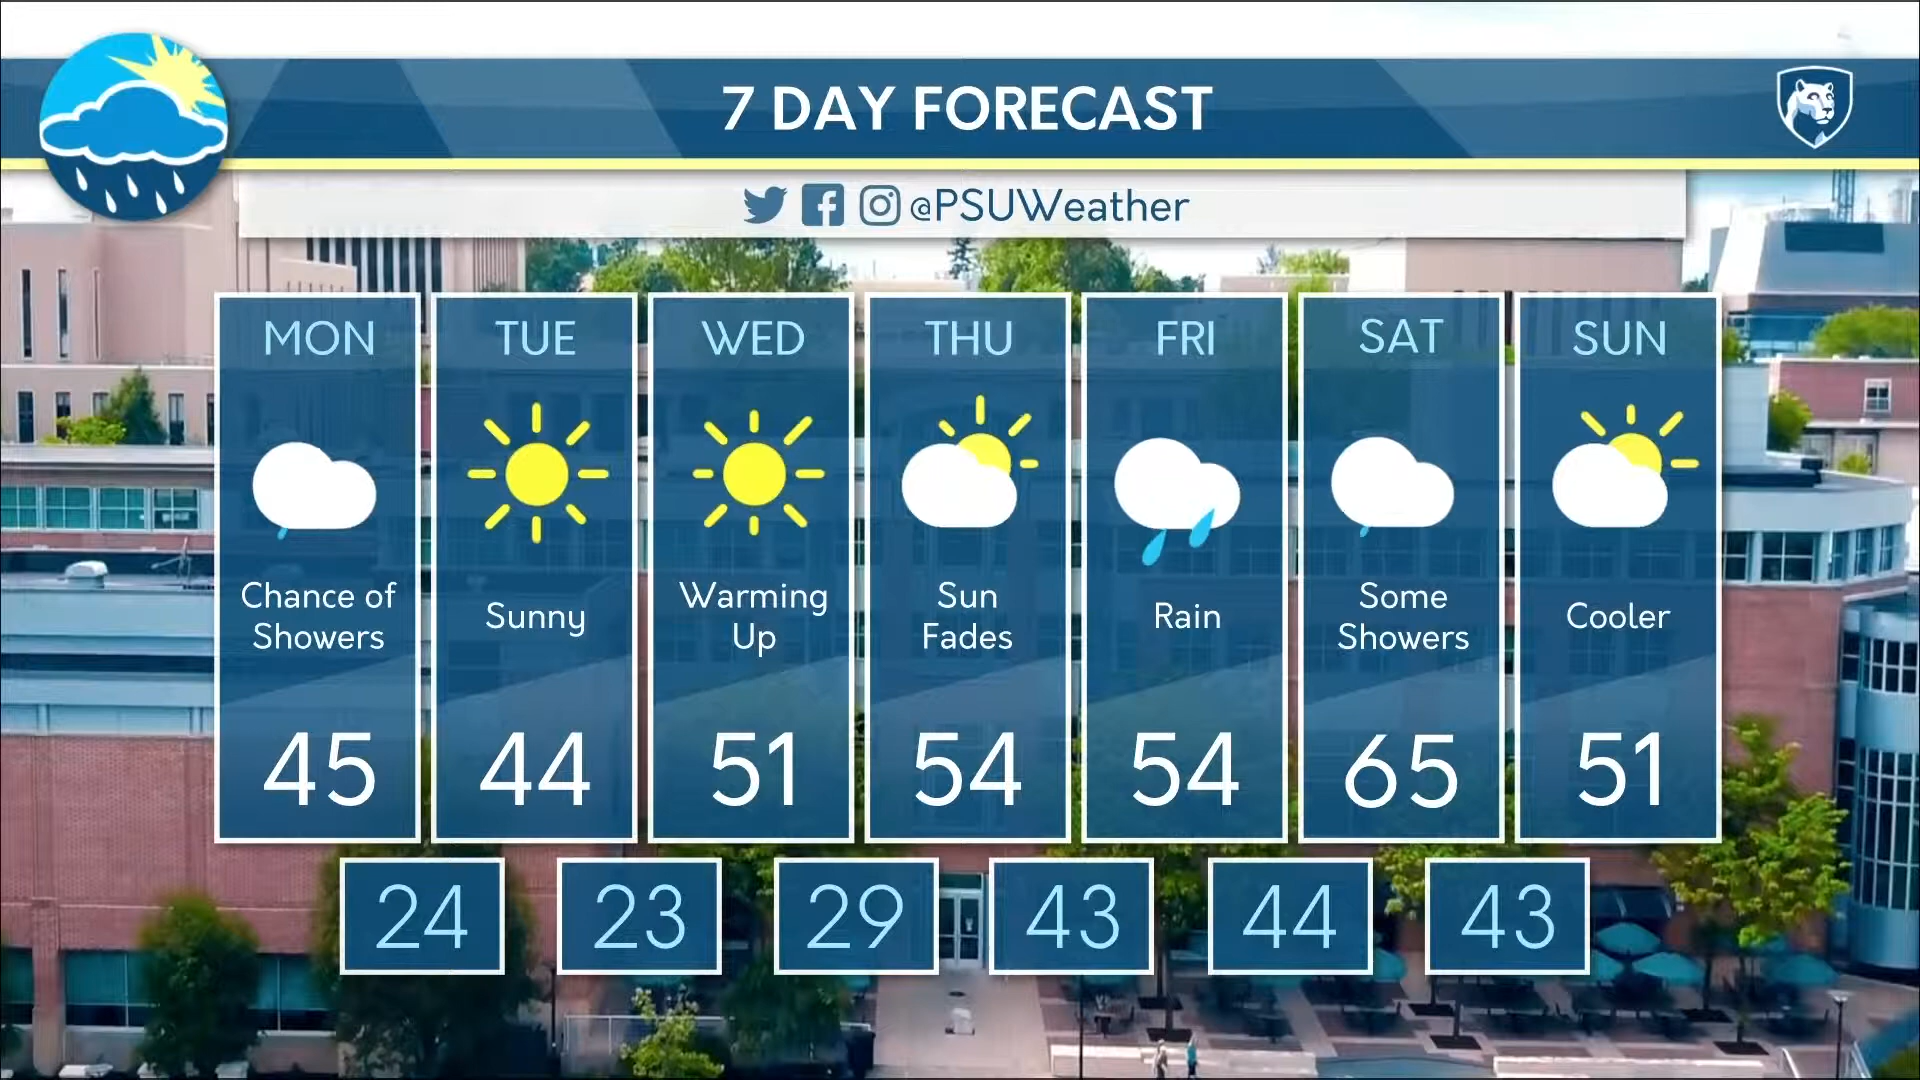 7 DAY FORECAST
@PSUWeather
MON TUE WED THU FRI SAT SUN
Chance of Showers
Sunny
Warming Up
Sun Fades
Rain
Some Showers
Cooler
45 44 51 54 54 65 51
24 23 29 43 44 43